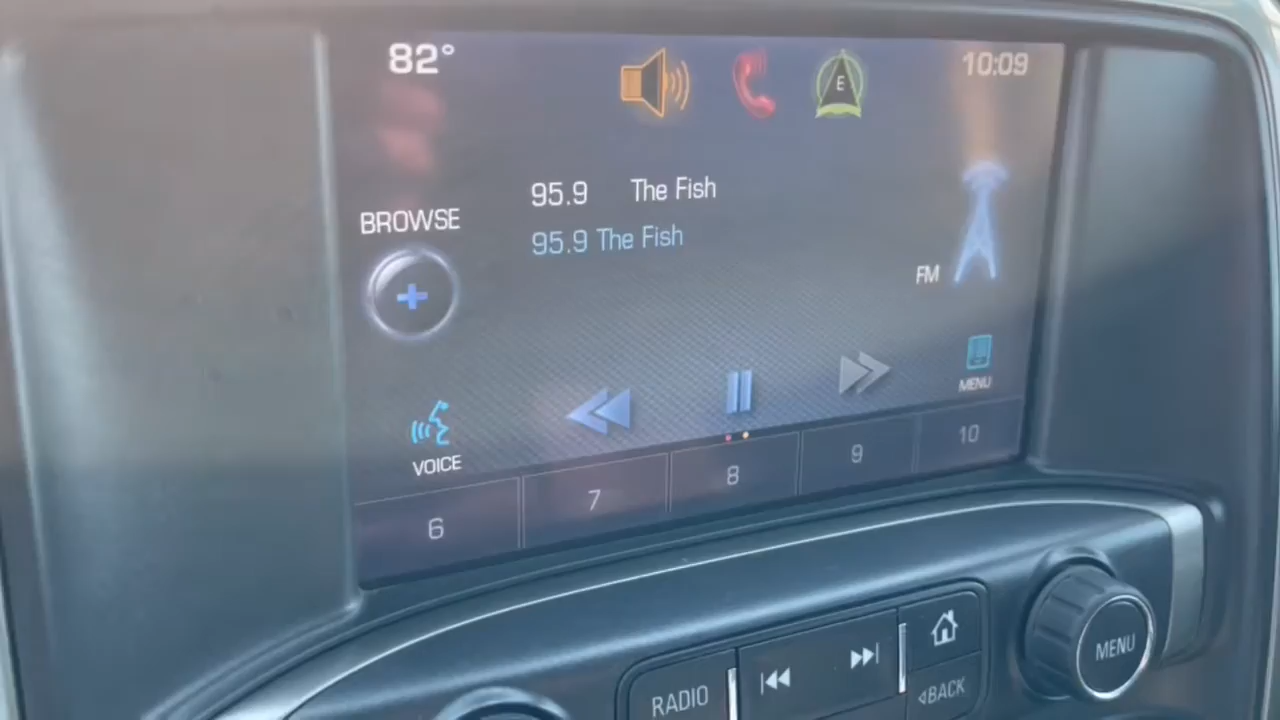 82°
E
10:09
95.9 The Fish
95.9 The Fish
BROWSE
FM
MENU
VOICE
6 7 8 9 10
RADIO
BACK
MENU